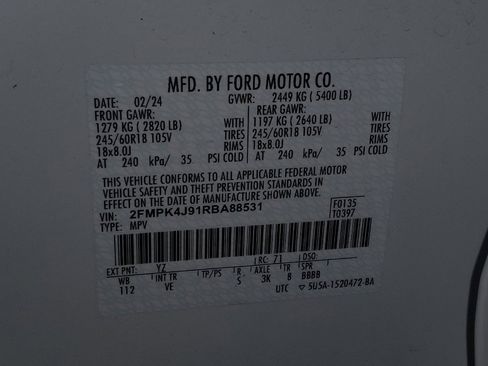 MFD. BY FORD MOTOR CO.
DATE: 02/24 GVWR: 2449 KG ( 5400 LB)
FRONT GAWR: REAR GAWR:
1279 KG ( 2820 LB) WITH 1197 KG ( 2640 LB) WITH
245/60R18 105V TIRES 245/60R18 105V TIRES
18x8.0J RIMS 18x8.0J RIMS
AT 240 kPa/ 35 PSI COLD AT 240 kPa/ 35 PSI COLD
THIS VEHICLE CONFORMS TO ALL APPLICABLE FEDERAL MOTOR
VEHICLE SAFETY AND THEFT PREVENTION STANDARDS IN
EFFECT ON THE DATE OF MANUFACTURE SHOWN ABOVE.
VIN: 2FMPK4J91RBA88531 F0135
TYPE: MPV T0397
EXT PNT: YZ RC: 71 DSO:
WB INT TR TP/PS R AXLE TR SPR
112 VE S 3K B BBBB
UTC 5U5A-1520472-BA